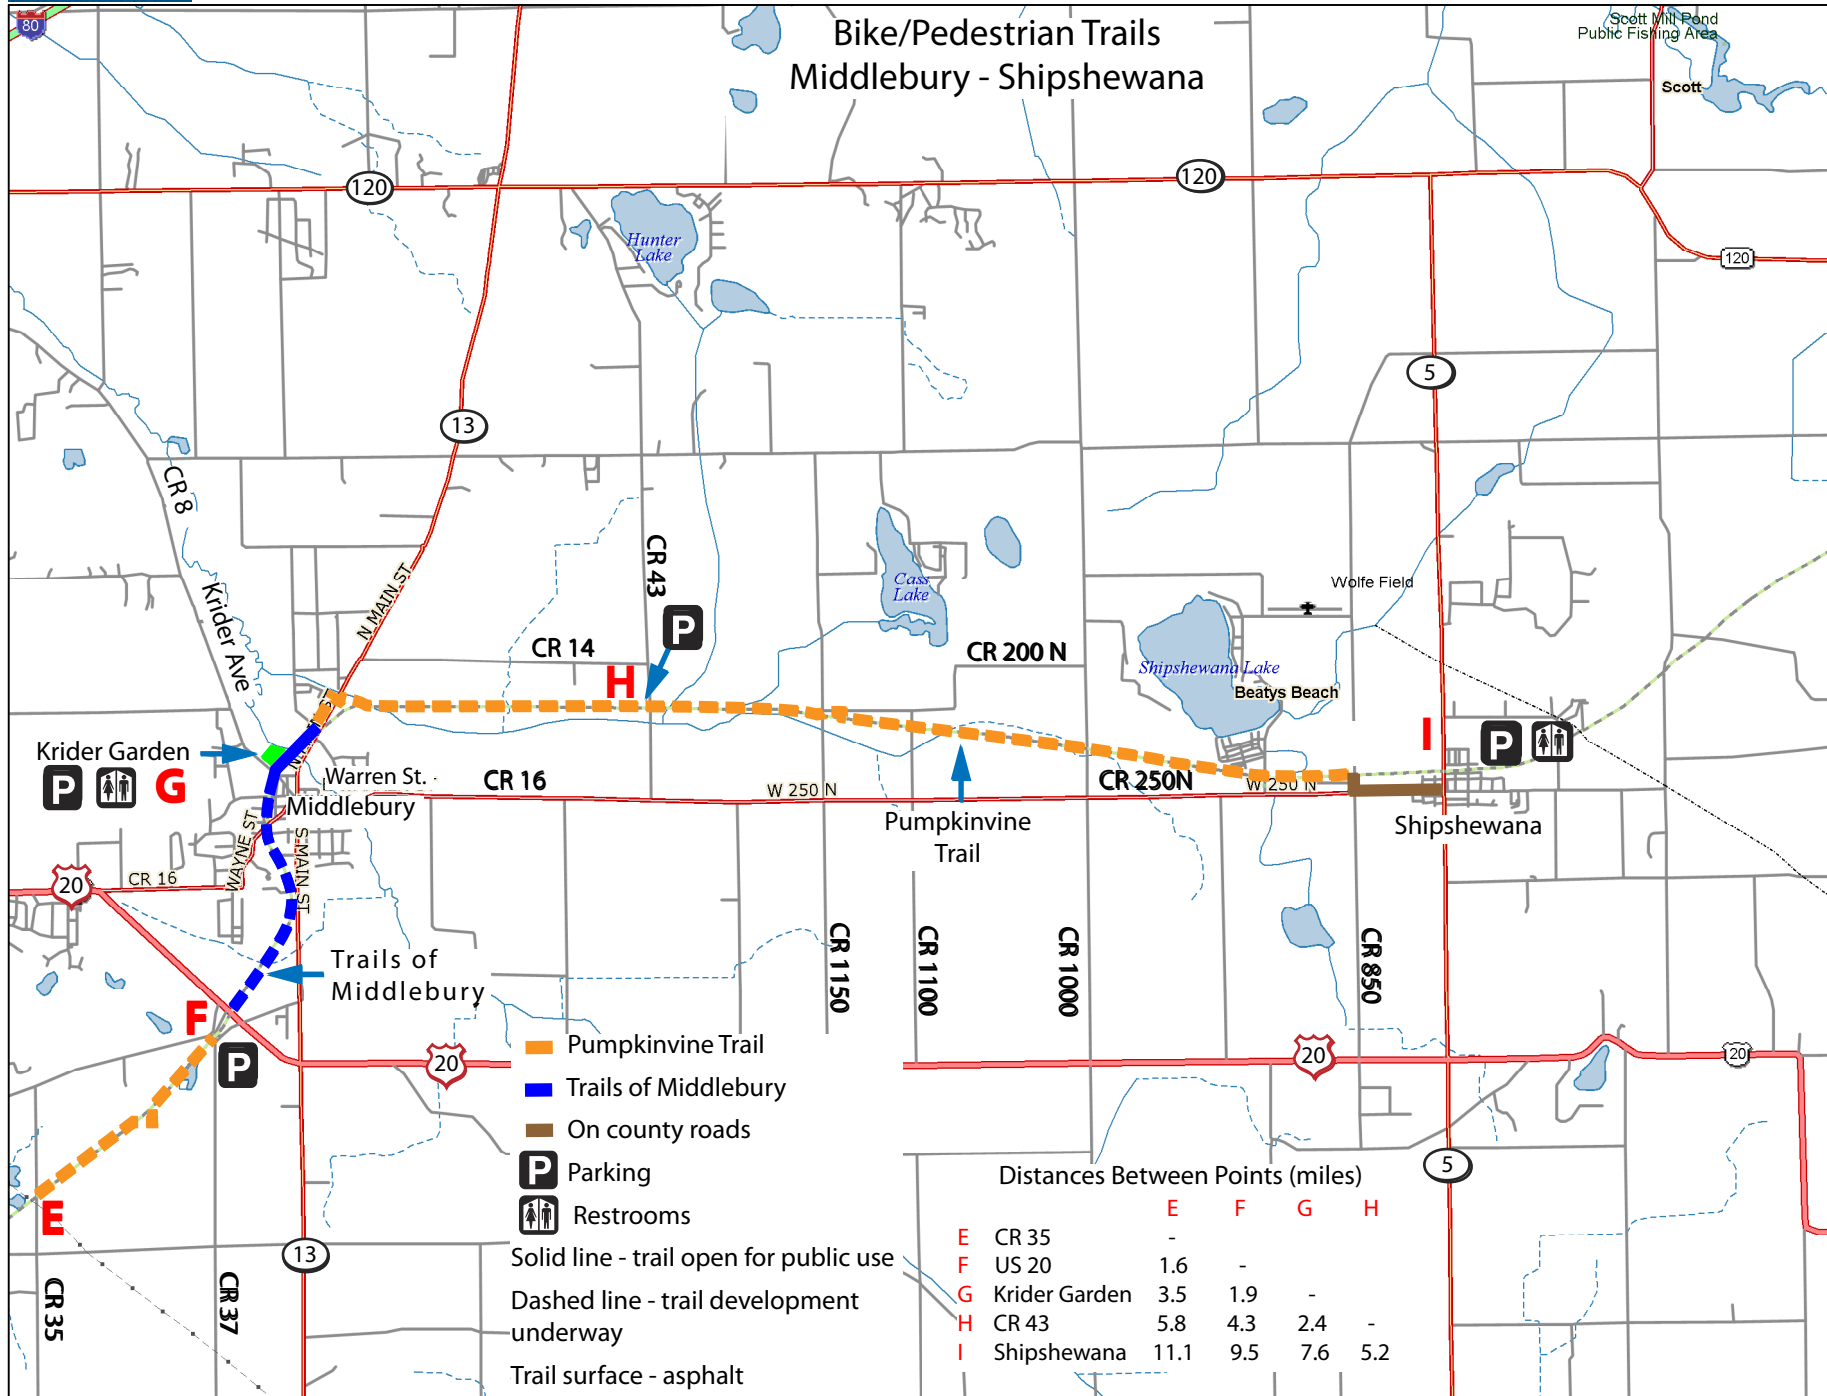 80
Bike/Pedestrian Trails
Middlebury - Shipshewana
Scott Mill Pond
Public Fishing Area
Scott
120
120
120
Hunter
Lake
5
13
CR 8
CR 43
N MAIN ST
Krider Ave
Cass
Lake
Wolfe Field
P
CR 14
CR 200 N
H
Shipshewana Lake
Beatys Beach
I
P
Krider Garden
P
G
Warren St.
CR 16
W 250 N
CR 250N
W 250 N
Middlebury
Pumpkinvine
Trail
Shipshewana
WAYNE ST
S MAIN ST
20
CR 16
CR 1150
CR 1100
CR 1000
CR 850
Trails of
Middlebury
F
P
20
20
20
Pumpkinvine Trail
Trails of Middlebury
On county roads
P Parking
Restrooms
Solid line - trail open for public use
Dashed line - trail development
underway
Trail surface - asphalt
E
13
5
CR 35
CR 37
Distances Between Points (miles)
E F G H
E CR 35 -
F US 20 1.6 -
G Krider Garden 3.5 1.9 -
H CR 43 5.8 4.3 2.4 -
I Shipshewana 11.1 9.5 7.6 5.2